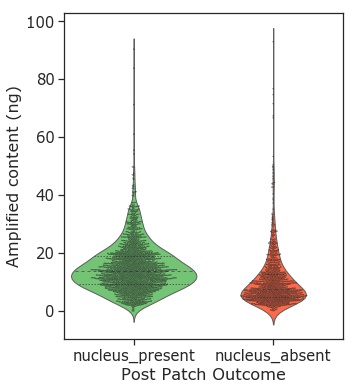 Amplified content (ng)
100
80
60
40
20
0
nucleus_present nucleus_absent
Post Patch Outcome